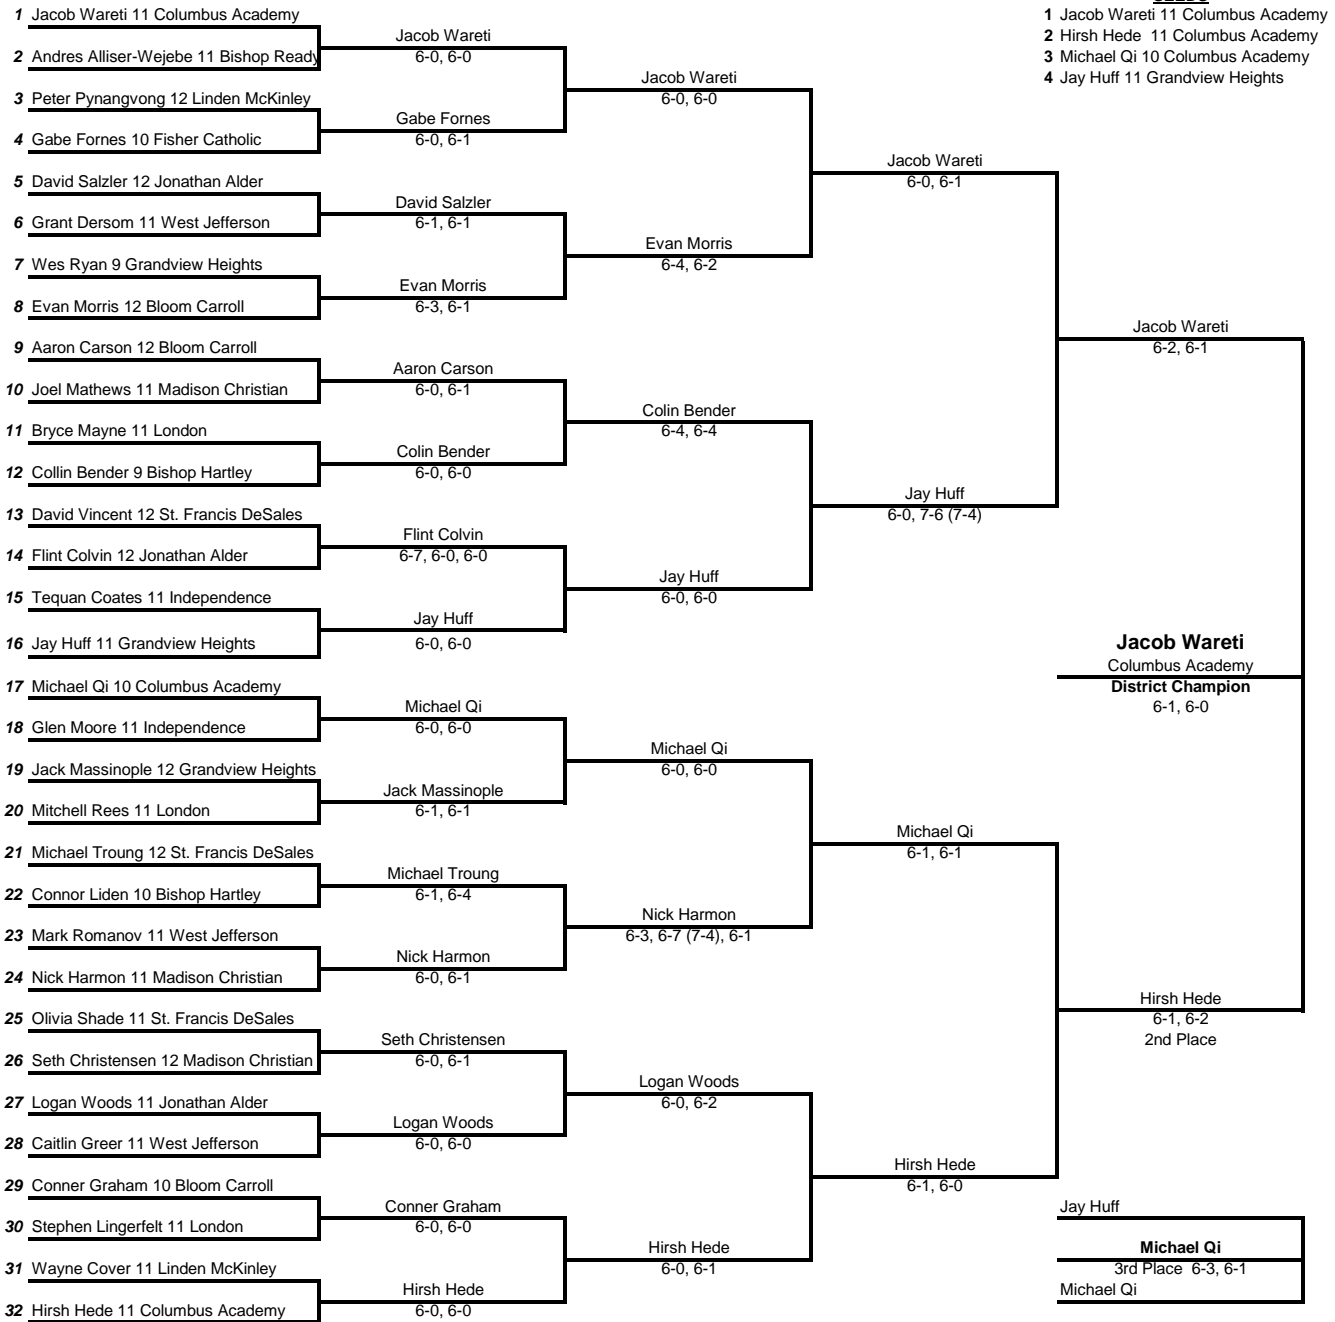 SEEDS
1 Jacob Wareti 11 Columbus Academy
2 Hirsh Hede 11 Columbus Academy
3 Michael Qi 10 Columbus Academy
4 Jay Huff 11 Grandview Heights
1 Jacob Wareti 11 Columbus Academy
2 Andres Alliser-Wejebe 11 Bishop Ready
3 Peter Pynangvong 12 Linden McKinley
4 Gabe Fornes 10 Fisher Catholic
5 David Salzler 12 Jonathan Alder
6 Grant Dersom 11 West Jefferson
7 Wes Ryan 9 Grandview Heights
8 Evan Morris 12 Bloom Carroll
9 Aaron Carson 12 Bloom Carroll
10 Joel Mathews 11 Madison Christian
11 Bryce Mayne 11 London
12 Collin Bender 9 Bishop Hartley
13 David Vincent 12 St. Francis DeSales
14 Flint Colvin 12 Jonathan Alder
15 Tequan Coates 11 Independence
16 Jay Huff 11 Grandview Heights
17 Michael Qi 10 Columbus Academy
18 Glen Moore 11 Independence
19 Jack Massinople 12 Grandview Heights
20 Mitchell Rees 11 London
21 Michael Troung 12 St. Francis DeSales
22 Connor Liden 10 Bishop Hartley
23 Mark Romanov 11 West Jefferson
24 Nick Harmon 11 Madison Christian
25 Olivia Shade 11 St. Francis DeSales
26 Seth Christensen 12 Madison Christian
27 Logan Woods 11 Jonathan Alder
28 Caitlin Greer 11 West Jefferson
29 Conner Graham 10 Bloom Carroll
30 Stephen Lingerfelt 11 London
31 Wayne Cover 11 Linden McKinley
32 Hirsh Hede 11 Columbus Academy
Jacob Wareti
6-0, 6-0
Gabe Fornes
6-0, 6-1
David Salzler
6-1, 6-1
Evan Morris
6-3, 6-1
Aaron Carson
6-0, 6-1
Colin Bender
6-0, 6-0
Flint Colvin
6-7, 6-0, 6-0
Jay Huff
6-0, 6-0
Michael Qi
6-0, 6-0
Jack Massinople
6-1, 6-1
Michael Troung
6-1, 6-4
Nick Harmon
6-0, 6-1
Seth Christensen
6-0, 6-1
Logan Woods
6-0, 6-0
Conner Graham
6-0, 6-0
Hirsh Hede
6-0, 6-0
Jacob Wareti
6-0, 6-0
Evan Morris
6-4, 6-2
Colin Bender
6-4, 6-4
Jay Huff
6-0, 6-0
Michael Qi
6-0, 6-0
Nick Harmon
6-3, 6-7 (7-4), 6-1
Logan Woods
6-0, 6-2
Hirsh Hede
6-0, 6-1
Jacob Wareti
6-0, 6-1
Jay Huff
6-0, 7-6 (7-4)
Michael Qi
6-1, 6-1
Hirsh Hede
6-1, 6-0
Jacob Wareti
6-2, 6-1
Jacob Wareti
Columbus Academy
District Champion
6-1, 6-0
Hirsh Hede
6-1, 6-2
2nd Place
Jay Huff
Michael Qi
3rd Place 6-3, 6-1
Michael Qi